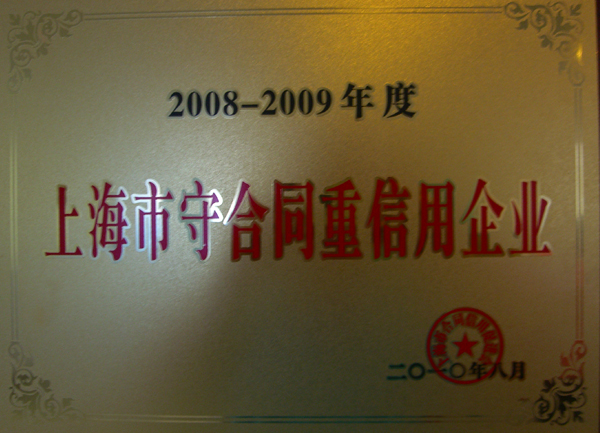 2008-2009年度
上海市守合同重信用企业
二〇一〇年八月